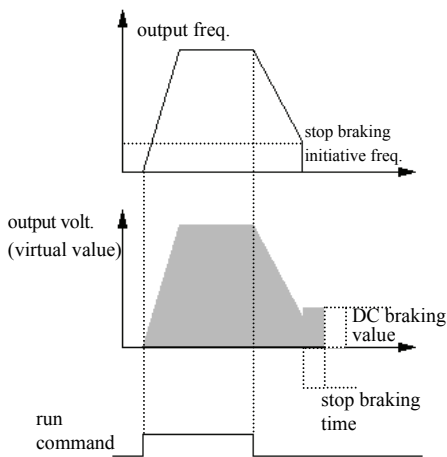 output freq.
stop braking
initiative freq.
output volt.
(virtual value)
DC braking
value
stop braking
time
run
command